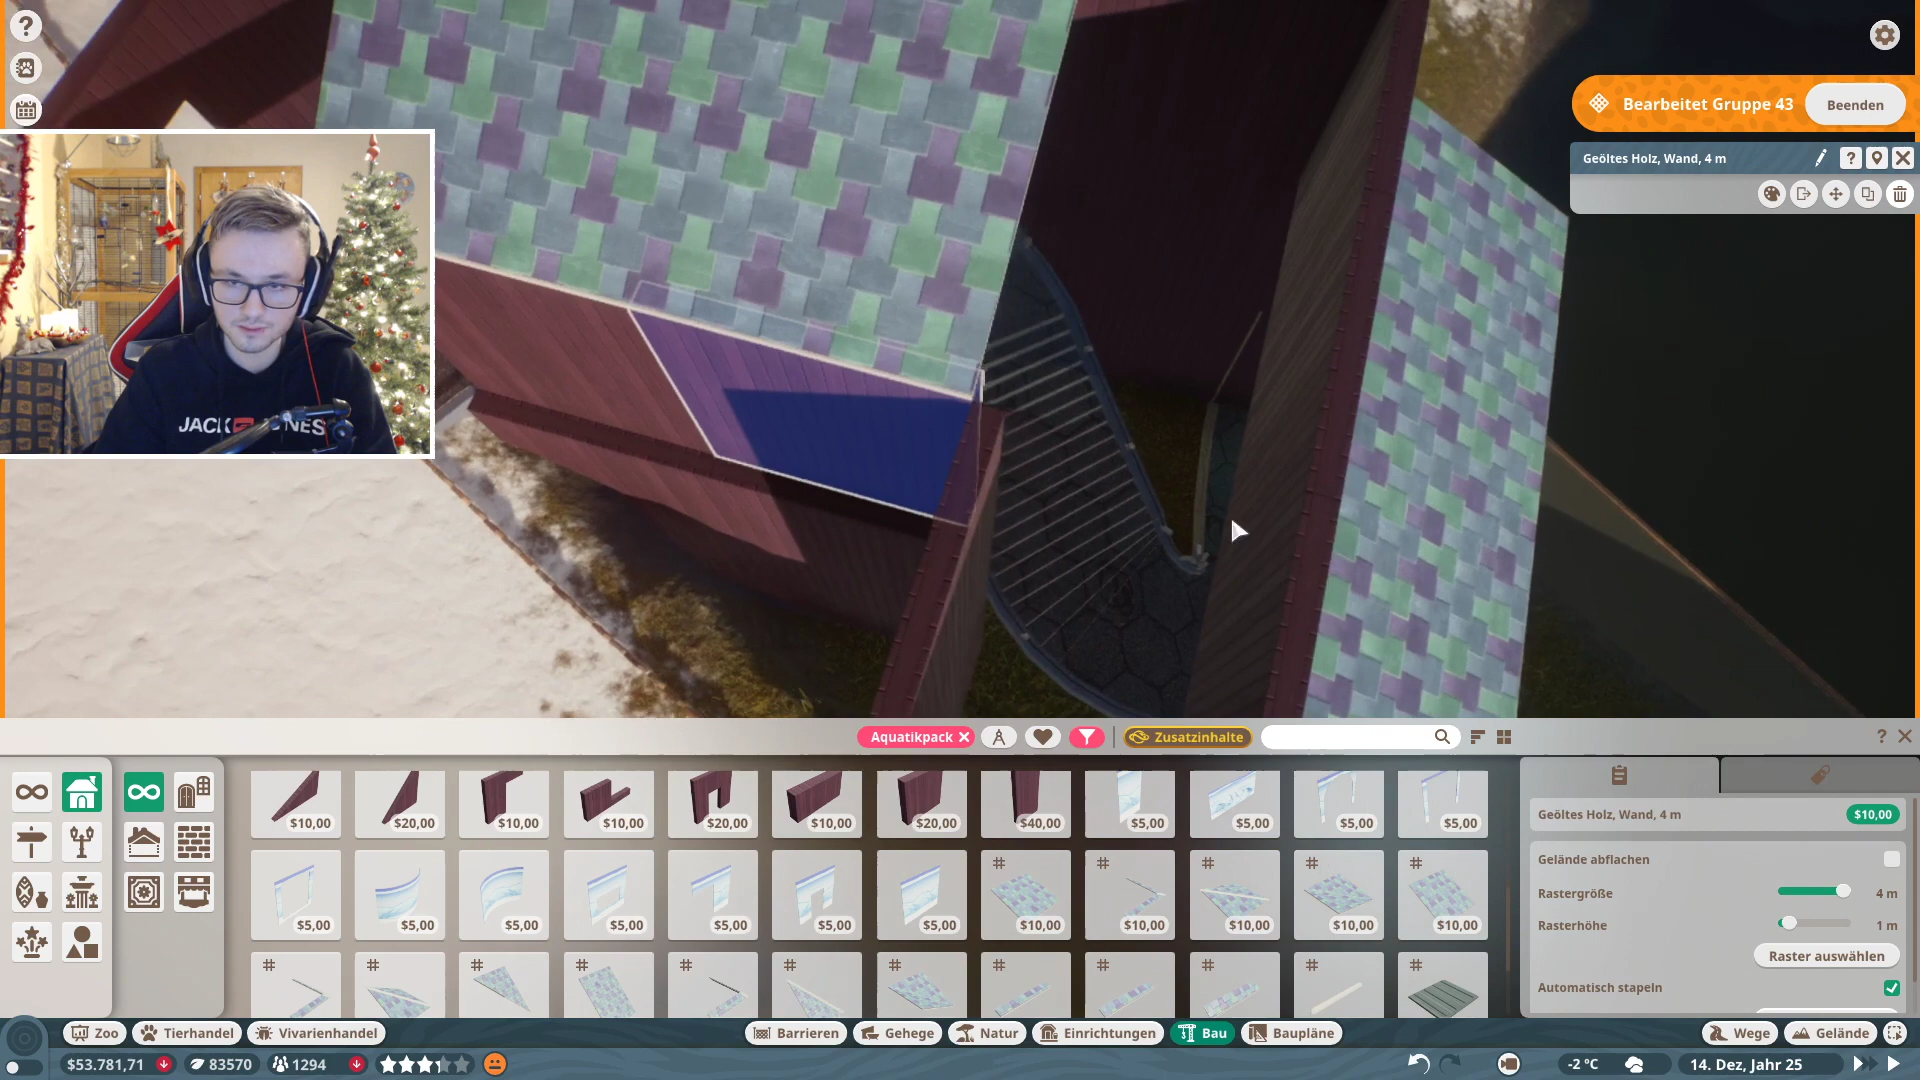 ?
Bearbeitet Gruppe 43
Beenden
Geöltes Holz, Wand, 4 m
?
JACK JONES
Aquatikpack
Zusatzinhalte
?
$10,00 $20,00 $10,00 $10,00 $20,00 $10,00 $20,00 $40,00 $5,00 $5,00 $5,00 $5,00
$5,00 $5,00 $5,00 $5,00 $5,00 $5,00 $5,00 $10,00 $10,00 $10,00 $10,00 $10,00
Geöltes Holz, Wand, 4 m $10,00
Gelände abflachen
Rastergröße 4 m
Rasterhöhe 1 m
Raster auswählen
Automatisch stapeln
Zoo Tierhandel Vivarienhandel Barrieren Gehege Natur Einrichtungen Bau Baupläne Wege Gelände
$53.781,71 83570 1294 -2 °C 14. Dez, Jahr 25